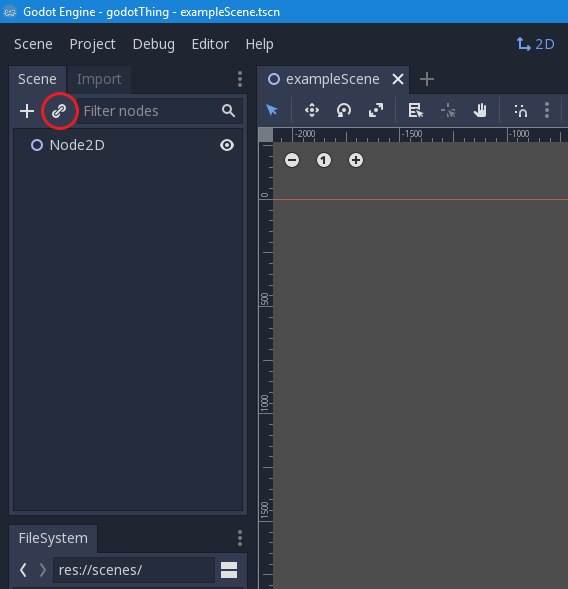 Godot Engine - godotThing - exampleScene.tscn
Scene Project Debug Editor Help 2D
Scene Import
exampleScene
Filter nodes
-2000 -1500 -1000
Node2D
1
0
500
1000
1500
FileSystem
res://scenes/